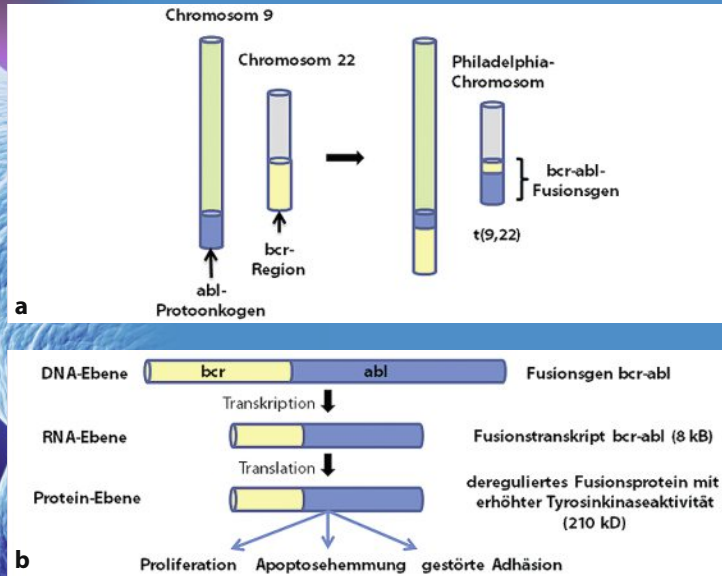 Chromosom 9
Chromosom 22
Philadelphia-
Chromosom
bcr-abl-
Fusionsgen
t(9,22)
bcr-
Region
abl-
Protoonkogen
a
DNA-Ebene
bcr
abl
Fusionsgen bcr-abl
Transkription
RNA-Ebene
Fusionstranskript bcr-abl (8 kB)
Translation
Protein-Ebene
dereguliertes Fusionsprotein mit
erhöhter Tyrosinkinaseaktivität
(210 kD)
b
Proliferation Apoptosehemmung gestörte Adhäsion